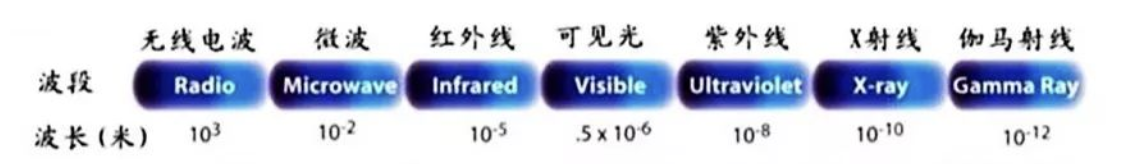 无线电波 微波 红外线 可见光 紫外线 X射线 伽马射线
波段 Radio Microwave Infrared Visible Ultraviolet X-ray Gamma Ray
波长(米) 10³ 10⁻² 10⁻⁵ .5 x 10⁻⁶ 10⁻⁸ 10⁻¹⁰ 10⁻¹²